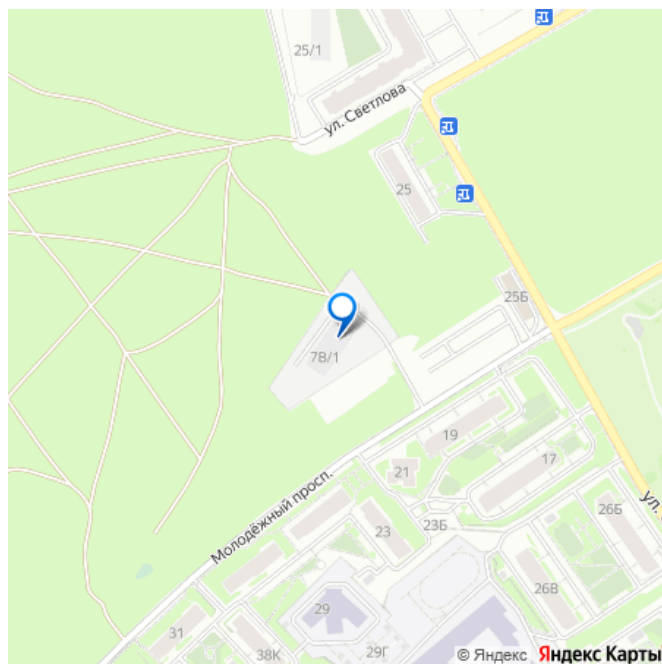 25/1
ул. Светлова
25
25Б
7В/1
19
17
21
Молодёжный просп.
ул.
26Б
23
23Б
26В
29
31
38К
29Г
© Яндекс Яндекс Карты